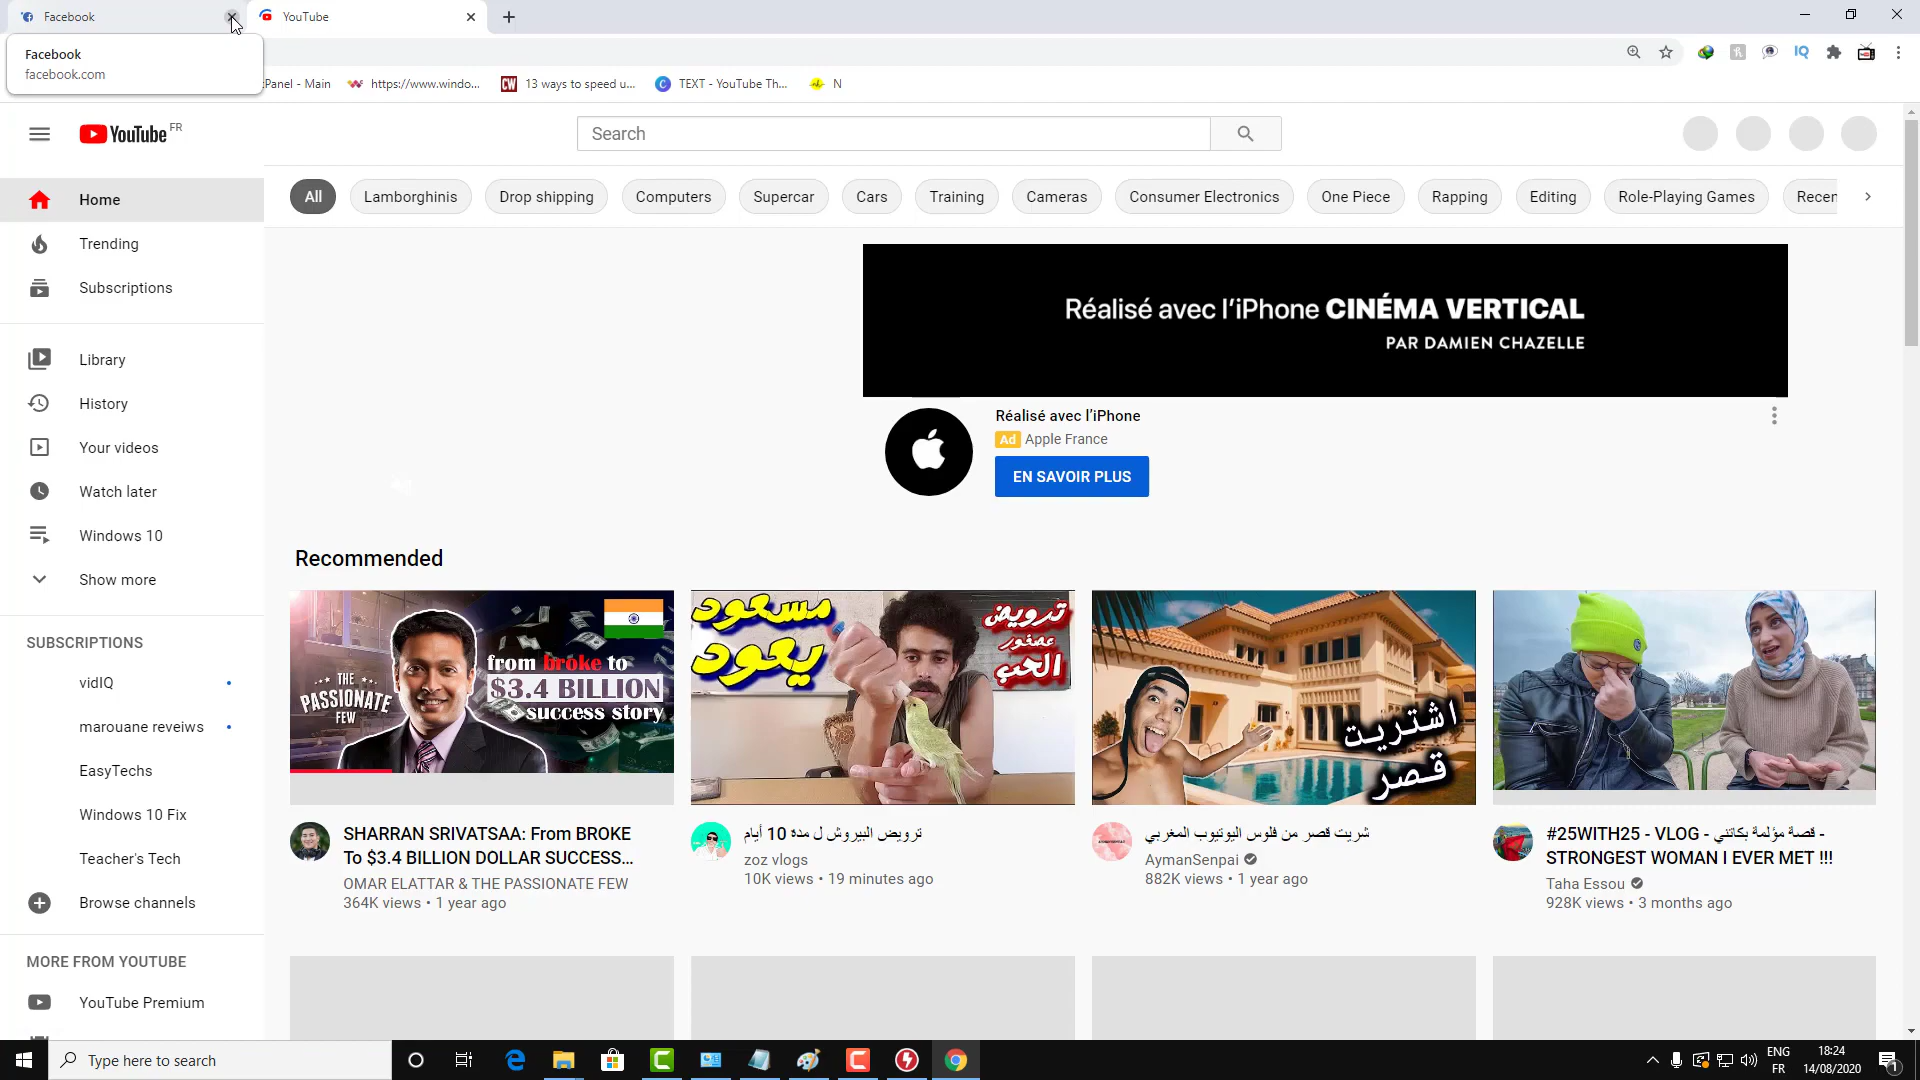 Facebook
YouTube
Facebook
facebook.com
Panel - Main
https://www.windo...
CW
13 ways to speed u...
C
TEXT - YouTube Th...
N
IQ
YouTube FR
Search
Home
Trending
Subscriptions
Library
History
Your videos
Watch later
Windows 10
Show more
SUBSCRIPTIONS
vidIQ
marouane reveiws
EasyTechs
Windows 10 Fix
Teacher's Tech
Browse channels
MORE FROM YOUTUBE
YouTube Premium
All
Lamborghinis
Drop shipping
Computers
Supercar
Cars
Training
Cameras
Consumer Electronics
One Piece
Rapping
Editing
Role-Playing Games
Recen
Réalisé avec l’iPhone CINÉMA VERTICAL
PAR DAMIEN CHAZELLE
Réalisé avec l’iPhone
Ad Apple France
EN SAVOIR PLUS
Recommended
THE
PASSIONATE
FEW
from broke to
$3.4 BILLION
success story
SHARRAN SRIVATSAA: From BROKE
To $3.4 BILLION DOLLAR SUCCESS...
OMAR ELATTAR & THE PASSIONATE FEW
364K views • 1 year ago
مسعود
يعود
ترويض
عصفور
الحب
ترويض البيروش ل مدة 10 أيام
zoz vlogs
10K views • 19 minutes ago
اشتريت
قصر
شريت قصر من فلوس اليوتيوب المغربي
AymanSenpai
882K views • 1 year ago
#25WITH25 - VLOG - قصة مؤلمة بكاتني -
STRONGEST WOMAN I EVER MET !!!
Taha Essou
928K views • 3 months ago
Type here to search
ENG
FR
18:24
14/08/2020
1